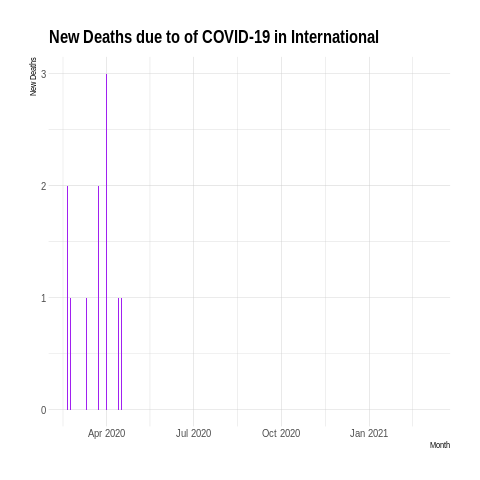 New Deaths due to of COVID-19 in International
New Deaths
3
2
1
0
Apr 2020 Jul 2020 Oct 2020 Jan 2021
Month